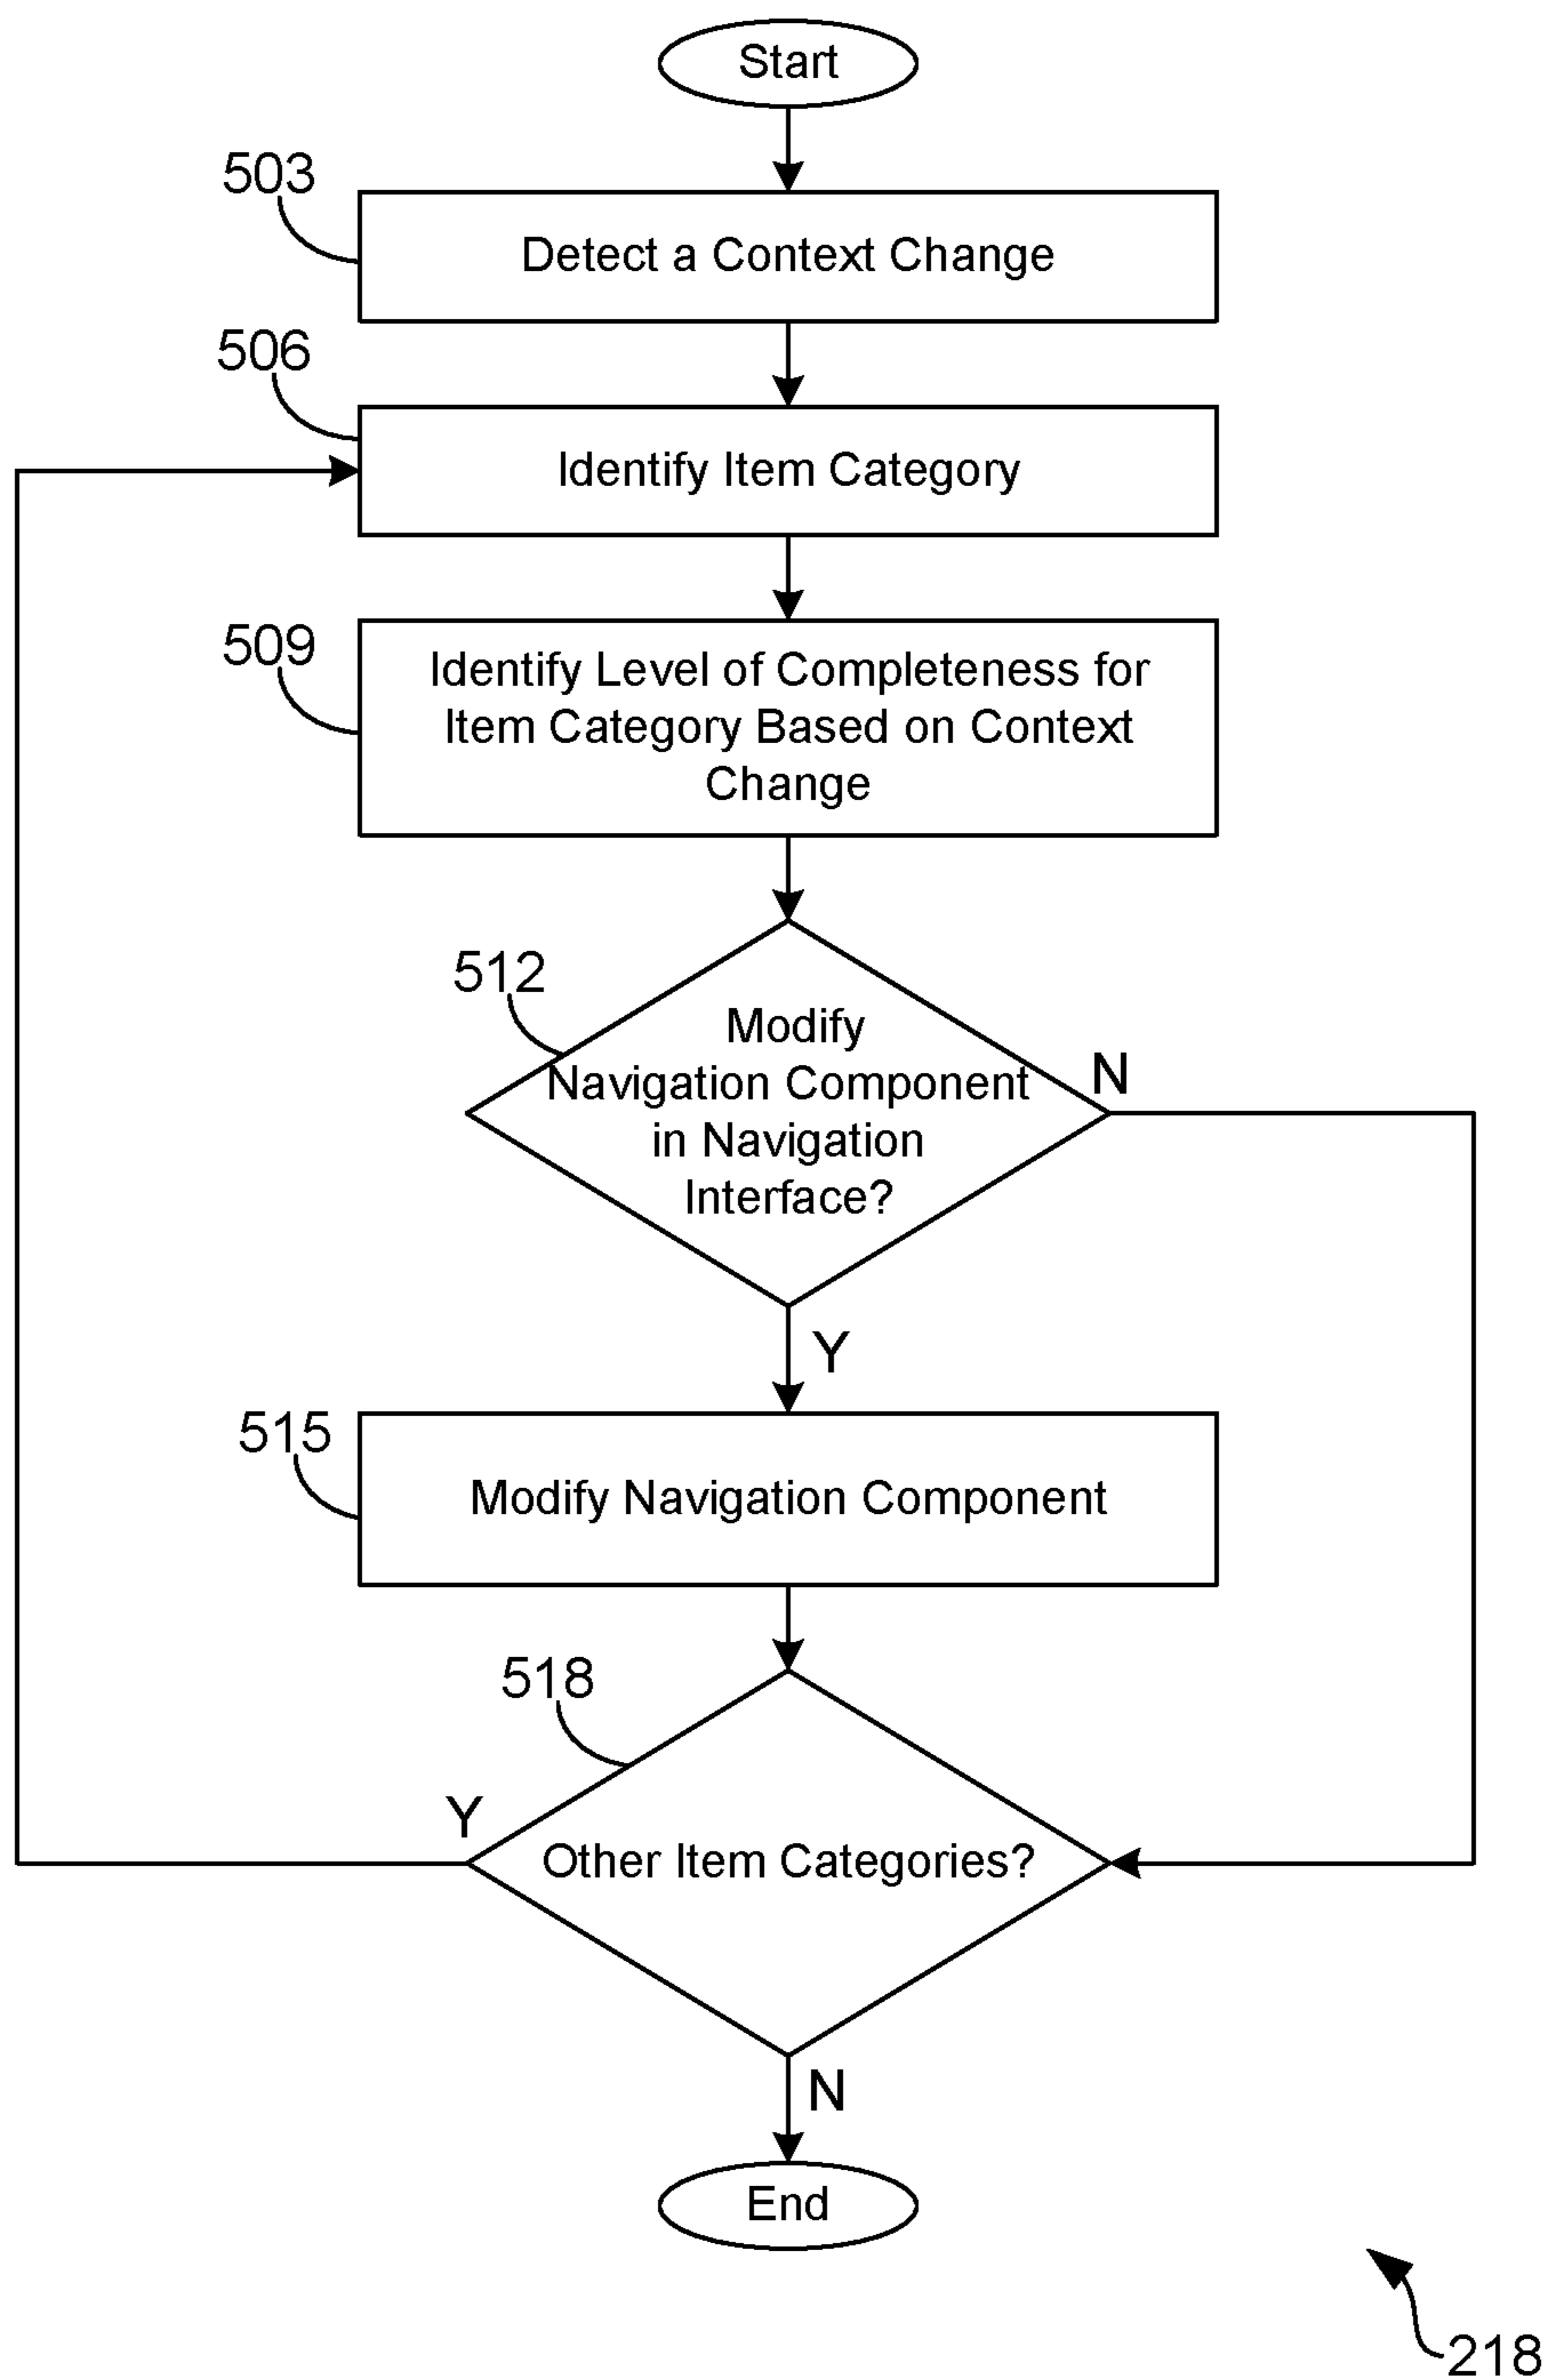 Start
503
Detect a Context Change
506
Identify Item Category
509
Identify Level of Completeness for
Item Category Based on Context
Change
512
Modify
Navigation Component
in Navigation
Interface?
N
Y
515
Modify Navigation Component
518
Y
Other Item Categories?
N
End
218